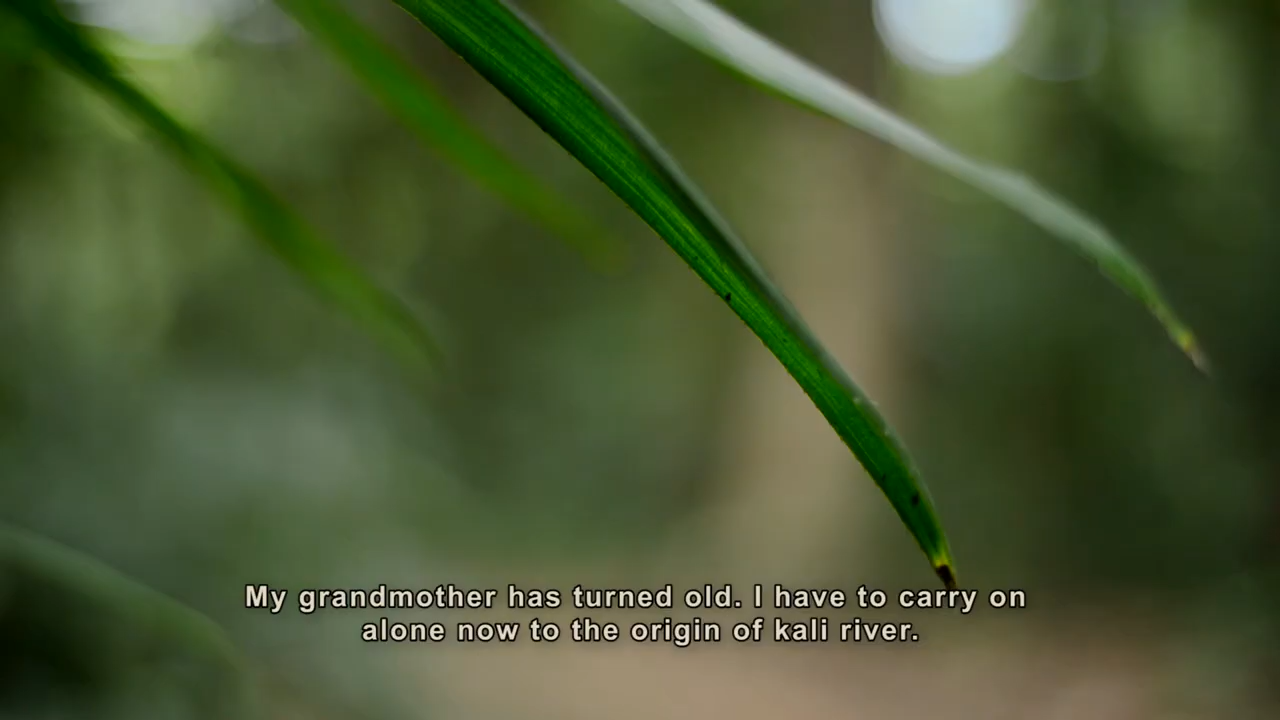 My grandmother has turned old. I have to carry on
alone now to the origin of kali river.